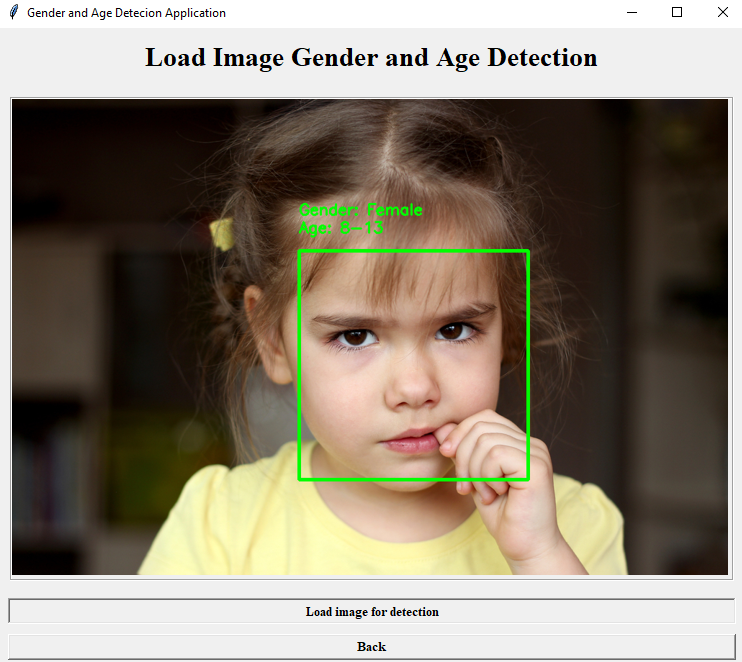 Gender and Age Detecion Application
Load Image Gender and Age Detection
Gender: Female
Age: 8-13
Load image for detection
Back